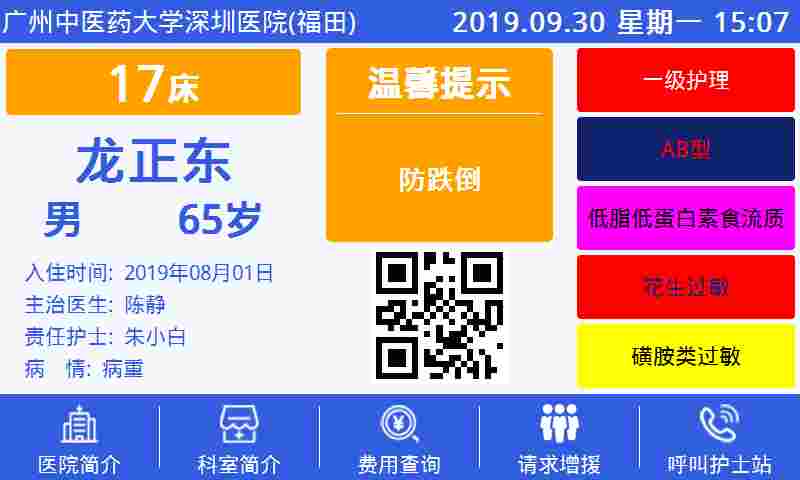 广州中医药大学深圳医院(福田)
2019.09.30 星期一 15:07
17床
龙正东
男 65岁
入住时间: 2019年08月01日
主治医生: 陈静
责任护士: 朱小白
病 情: 病重
温馨提示
防跌倒
一级护理
AB型
低脂低蛋白素食流质
花生过敏
磺胺类过敏
医院简介
科室简介
费用查询
请求增援
呼叫护士站